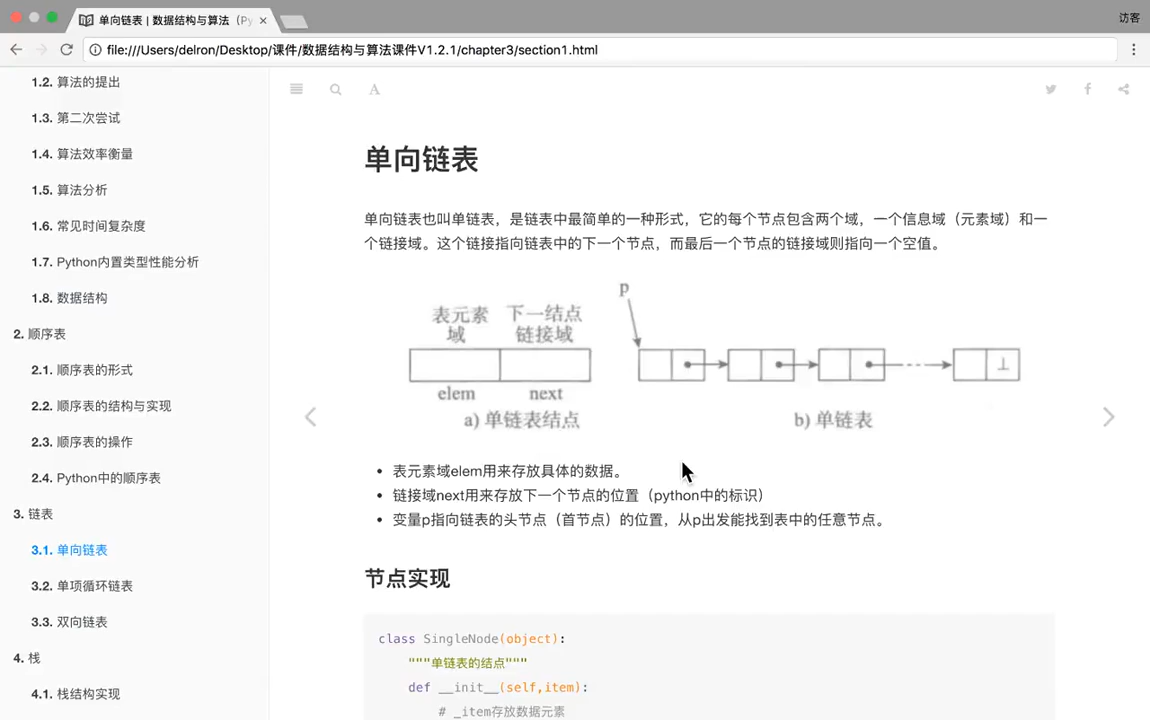 单向链表 | 数据结构与算法（Py
访客
file:///Users/delron/Desktop/课件/数据结构与算法课件V1.2.1/chapter3/section1.html
1.2. 算法的提出
1.3. 第二次尝试
1.4. 算法效率衡量
1.5. 算法分析
1.6. 常见时间复杂度
1.7. Python内置类型性能分析
1.8. 数据结构
2. 顺序表
2.1. 顺序表的形式
2.2. 顺序表的结构与实现
2.3. 顺序表的操作
2.4. Python中的顺序表
3. 链表
3.1. 单向链表
3.2. 单项循环链表
3.3. 双向链表
4. 栈
4.1. 栈结构实现
A
单向链表
单向链表也叫单链表，是链表中最简单的一种形式，它的每个节点包含两个域，一个信息域（元素域）和一
个链接域。这个链接指向链表中的下一个节点，而最后一个节点的链接域则指向一个空值。
表元素 下一结点
域 链接域
elem next
a) 单链表结点
p
b) 单链表
表元素域elem用来存放具体的数据。
链接域next用来存放下一个节点的位置（python中的标识）
变量p指向链表的头节点（首节点）的位置，从p出发能找到表中的任意节点。
节点实现
class SingleNode(object):
"""单链表的结点"""
def __init__(self,item):
# _item存放数据元素